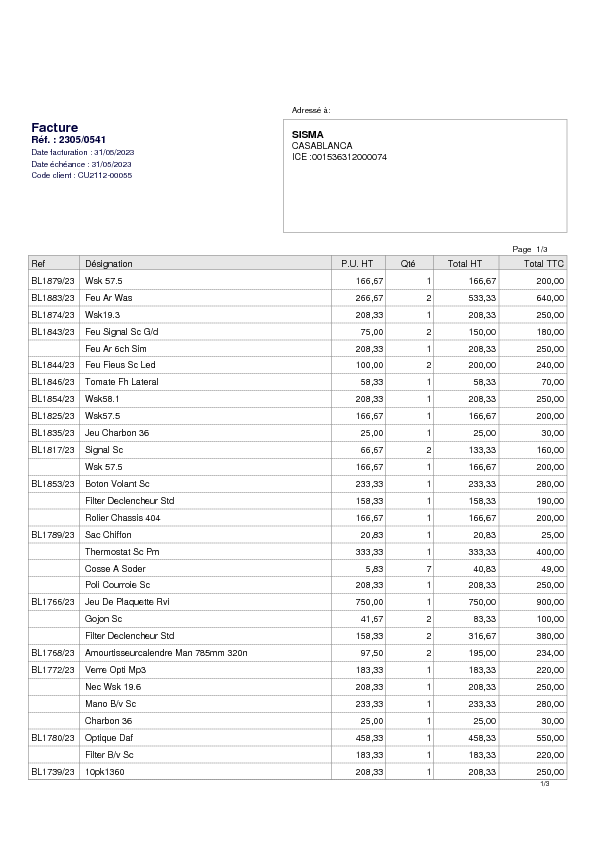 Adressé à:
Facture
Réf. : 2305/0541
Date facturation : 31/05/2023
Date échéance : 31/05/2023
Code client : CU2112-00055
SISMA
CASABLANCA
ICE :001536312000074
Page 1/3
Ref Désignation P.U. HT Qté Total HT Total TTC
BL1879/23 Wsk 57.5 166,67 1 166,67 200,00
BL1883/23 Feu Ar Was 266,67 2 533,33 640,00
BL1874/23 Wsk19.3 208,33 1 208,33 250,00
BL1843/23 Feu Signal Sc G/d 75,00 2 150,00 180,00
Feu Ar 6ch Sim 208,33 1 208,33 250,00
BL1844/23 Feu Fleus Sc Led 100,00 2 200,00 240,00
BL1846/23 Tomate Fh Lateral 58,33 1 58,33 70,00
BL1854/23 Wsk58.1 208,33 1 208,33 250,00
BL1825/23 Wsk57.5 166,67 1 166,67 200,00
BL1835/23 Jeu Charbon 36 25,00 1 25,00 30,00
BL1817/23 Signal Sc 66,67 2 133,33 160,00
Wsk 57.5 166,67 1 166,67 200,00
BL1853/23 Boton Volant Sc 233,33 1 233,33 280,00
Filter Declencheur Std 158,33 1 158,33 190,00
Rolier Chassis 404 166,67 1 166,67 200,00
BL1789/23 Sac Chiffon 20,83 1 20,83 25,00
Thermostat Sc Pm 333,33 1 333,33 400,00
Cosse A Soder 5,83 7 40,83 49,00
Poli Courroie Sc 208,33 1 208,33 250,00
BL1766/23 Jeu De Plaquette Rvi 750,00 1 750,00 900,00
Gojon Sc 41,67 2 83,33 100,00
Filter Declencheur Std 158,33 2 316,67 380,00
BL1768/23 Amourtisseurcalendre Man 785mm 320n 97,50 2 195,00 234,00
BL1772/23 Verre Opti Mp3 183,33 1 183,33 220,00
Nec Wsk 19.6 208,33 1 208,33 250,00
Mano B/v Sc 233,33 1 233,33 280,00
Charbon 36 25,00 1 25,00 30,00
BL1780/23 Optique Daf 458,33 1 458,33 550,00
Filter B/v Sc 183,33 1 183,33 220,00
BL1739/23 10pk1360 208,33 1 208,33 250,00
1/3